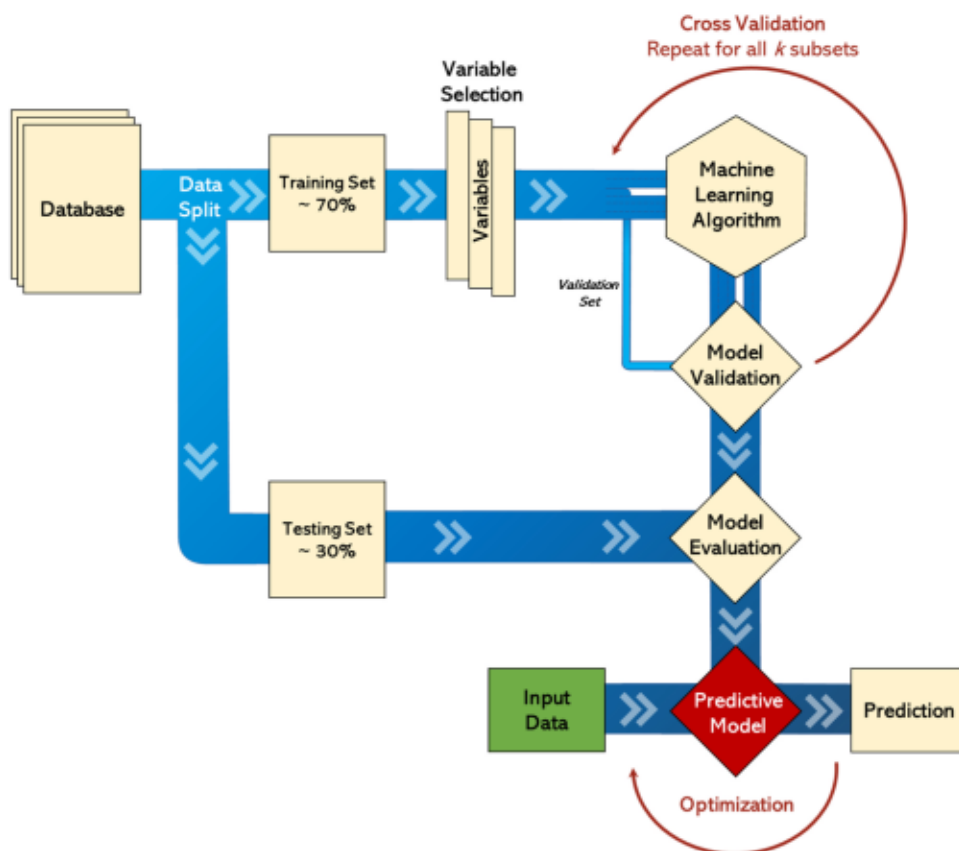 Cross Validation
Repeat for all k subsets
Variable
Selection
Database
Data
Split
Training Set
~ 70%
Variables
Machine
Learning
Algorithm
Validation
Set
Model
Validation
Testing Set
~ 30%
Model
Evaluation
Input
Data
Predictive
Model
Prediction
Optimization